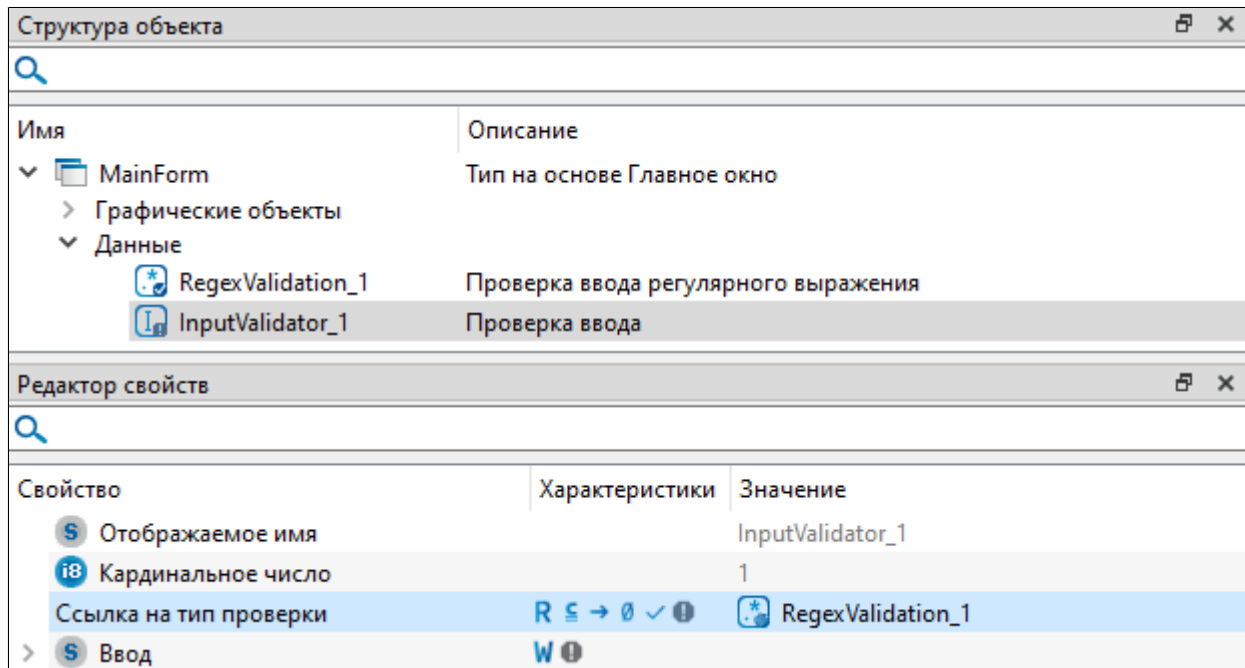 Структура объекта
Имя Описание
MainForm Тип на основе Главное окно
Графические объекты
Данные
RegexValidation_1 Проверка ввода регулярного выражения
InputValidator_1 Проверка ввода
Редактор свойств
Свойство Характеристики Значение
S Отображаемое имя InputValidator_1
i8 Кардинальное число 1
Ссылка на тип проверки R ⊆ → ∅ ✓ ! RegexValidation_1
S Ввод W !